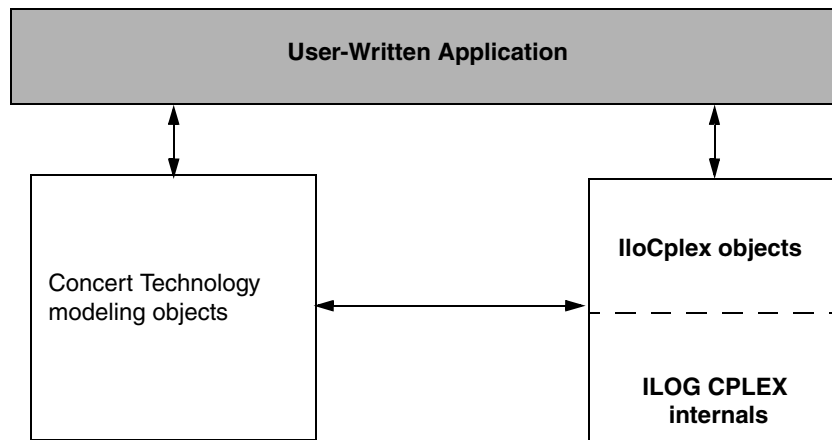 User-Written Application
Concert Technology
modeling objects
IloCplex objects
ILOG CPLEX
internals